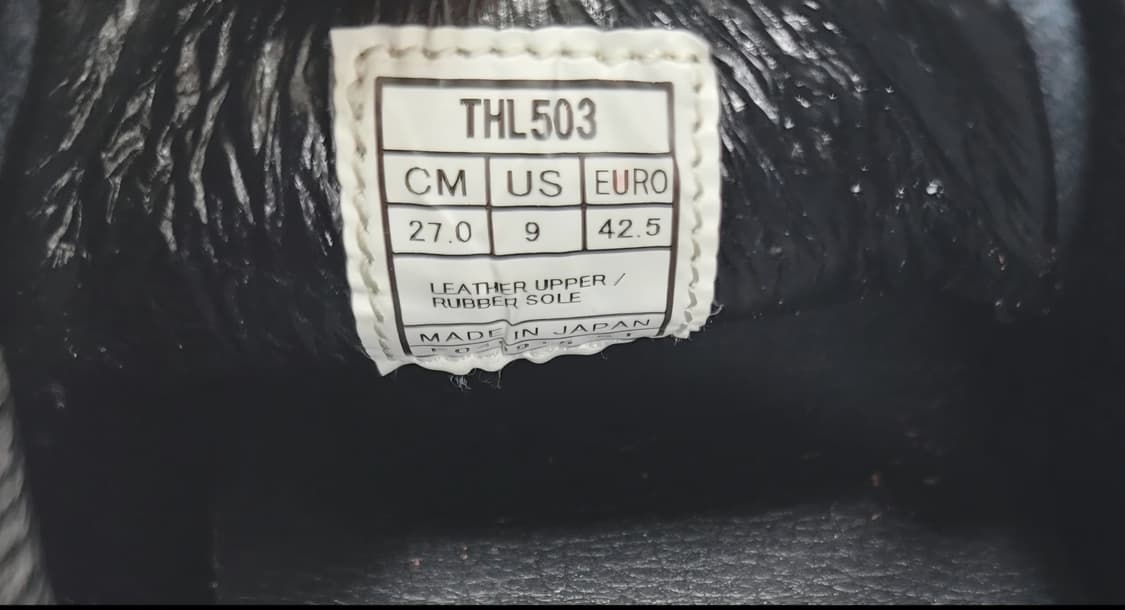 THL503
CM US EURO
27.0 9 42.5
LEATHER UPPER /
RUBBER SOLE
MADE IN JAPAN